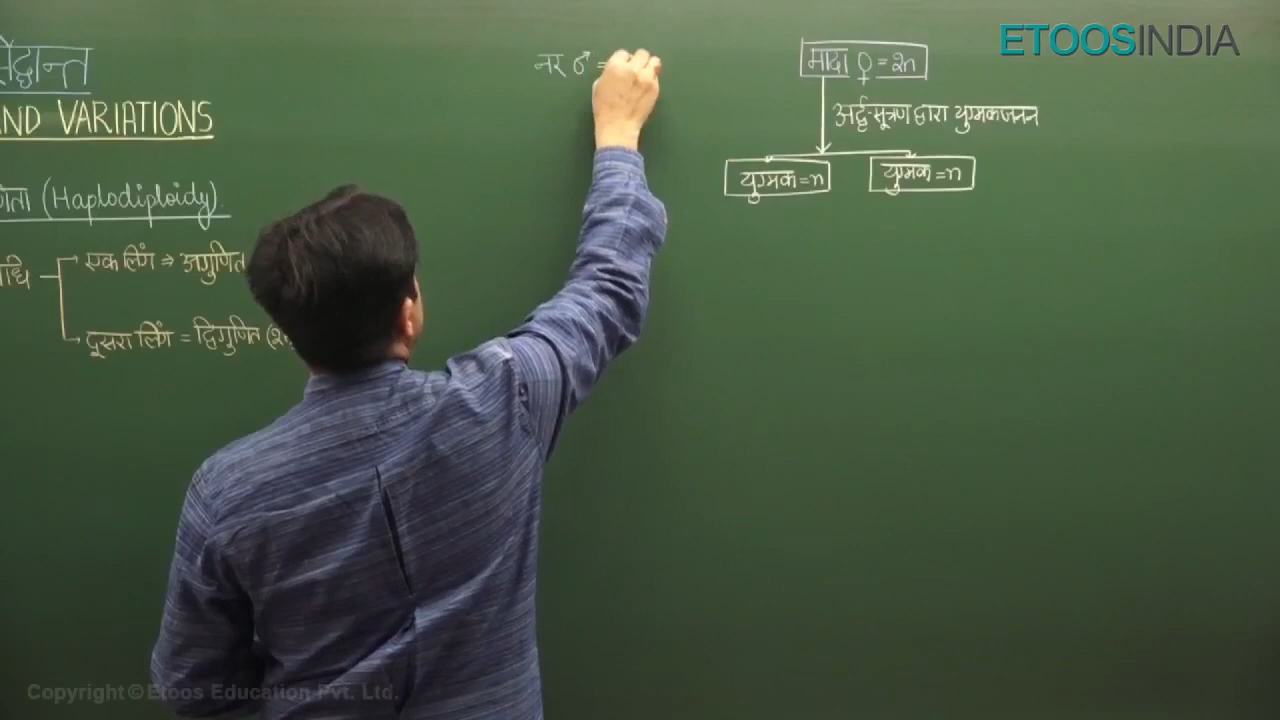 सिद्धान्त
AND VARIATIONS
(Haplodiploidy)
एक लिंग ⇒ अगुणित
दूसरा लिंग = द्विगुणित (2n
नर ♂ =
मादा ♀ = 2n
अर्द्ध-सूत्रण द्वारा युग्मकजनन
युग्मक = n
युग्मक = n
ETOOSINDIA
Copyright © Etoos Education Pvt. Ltd.